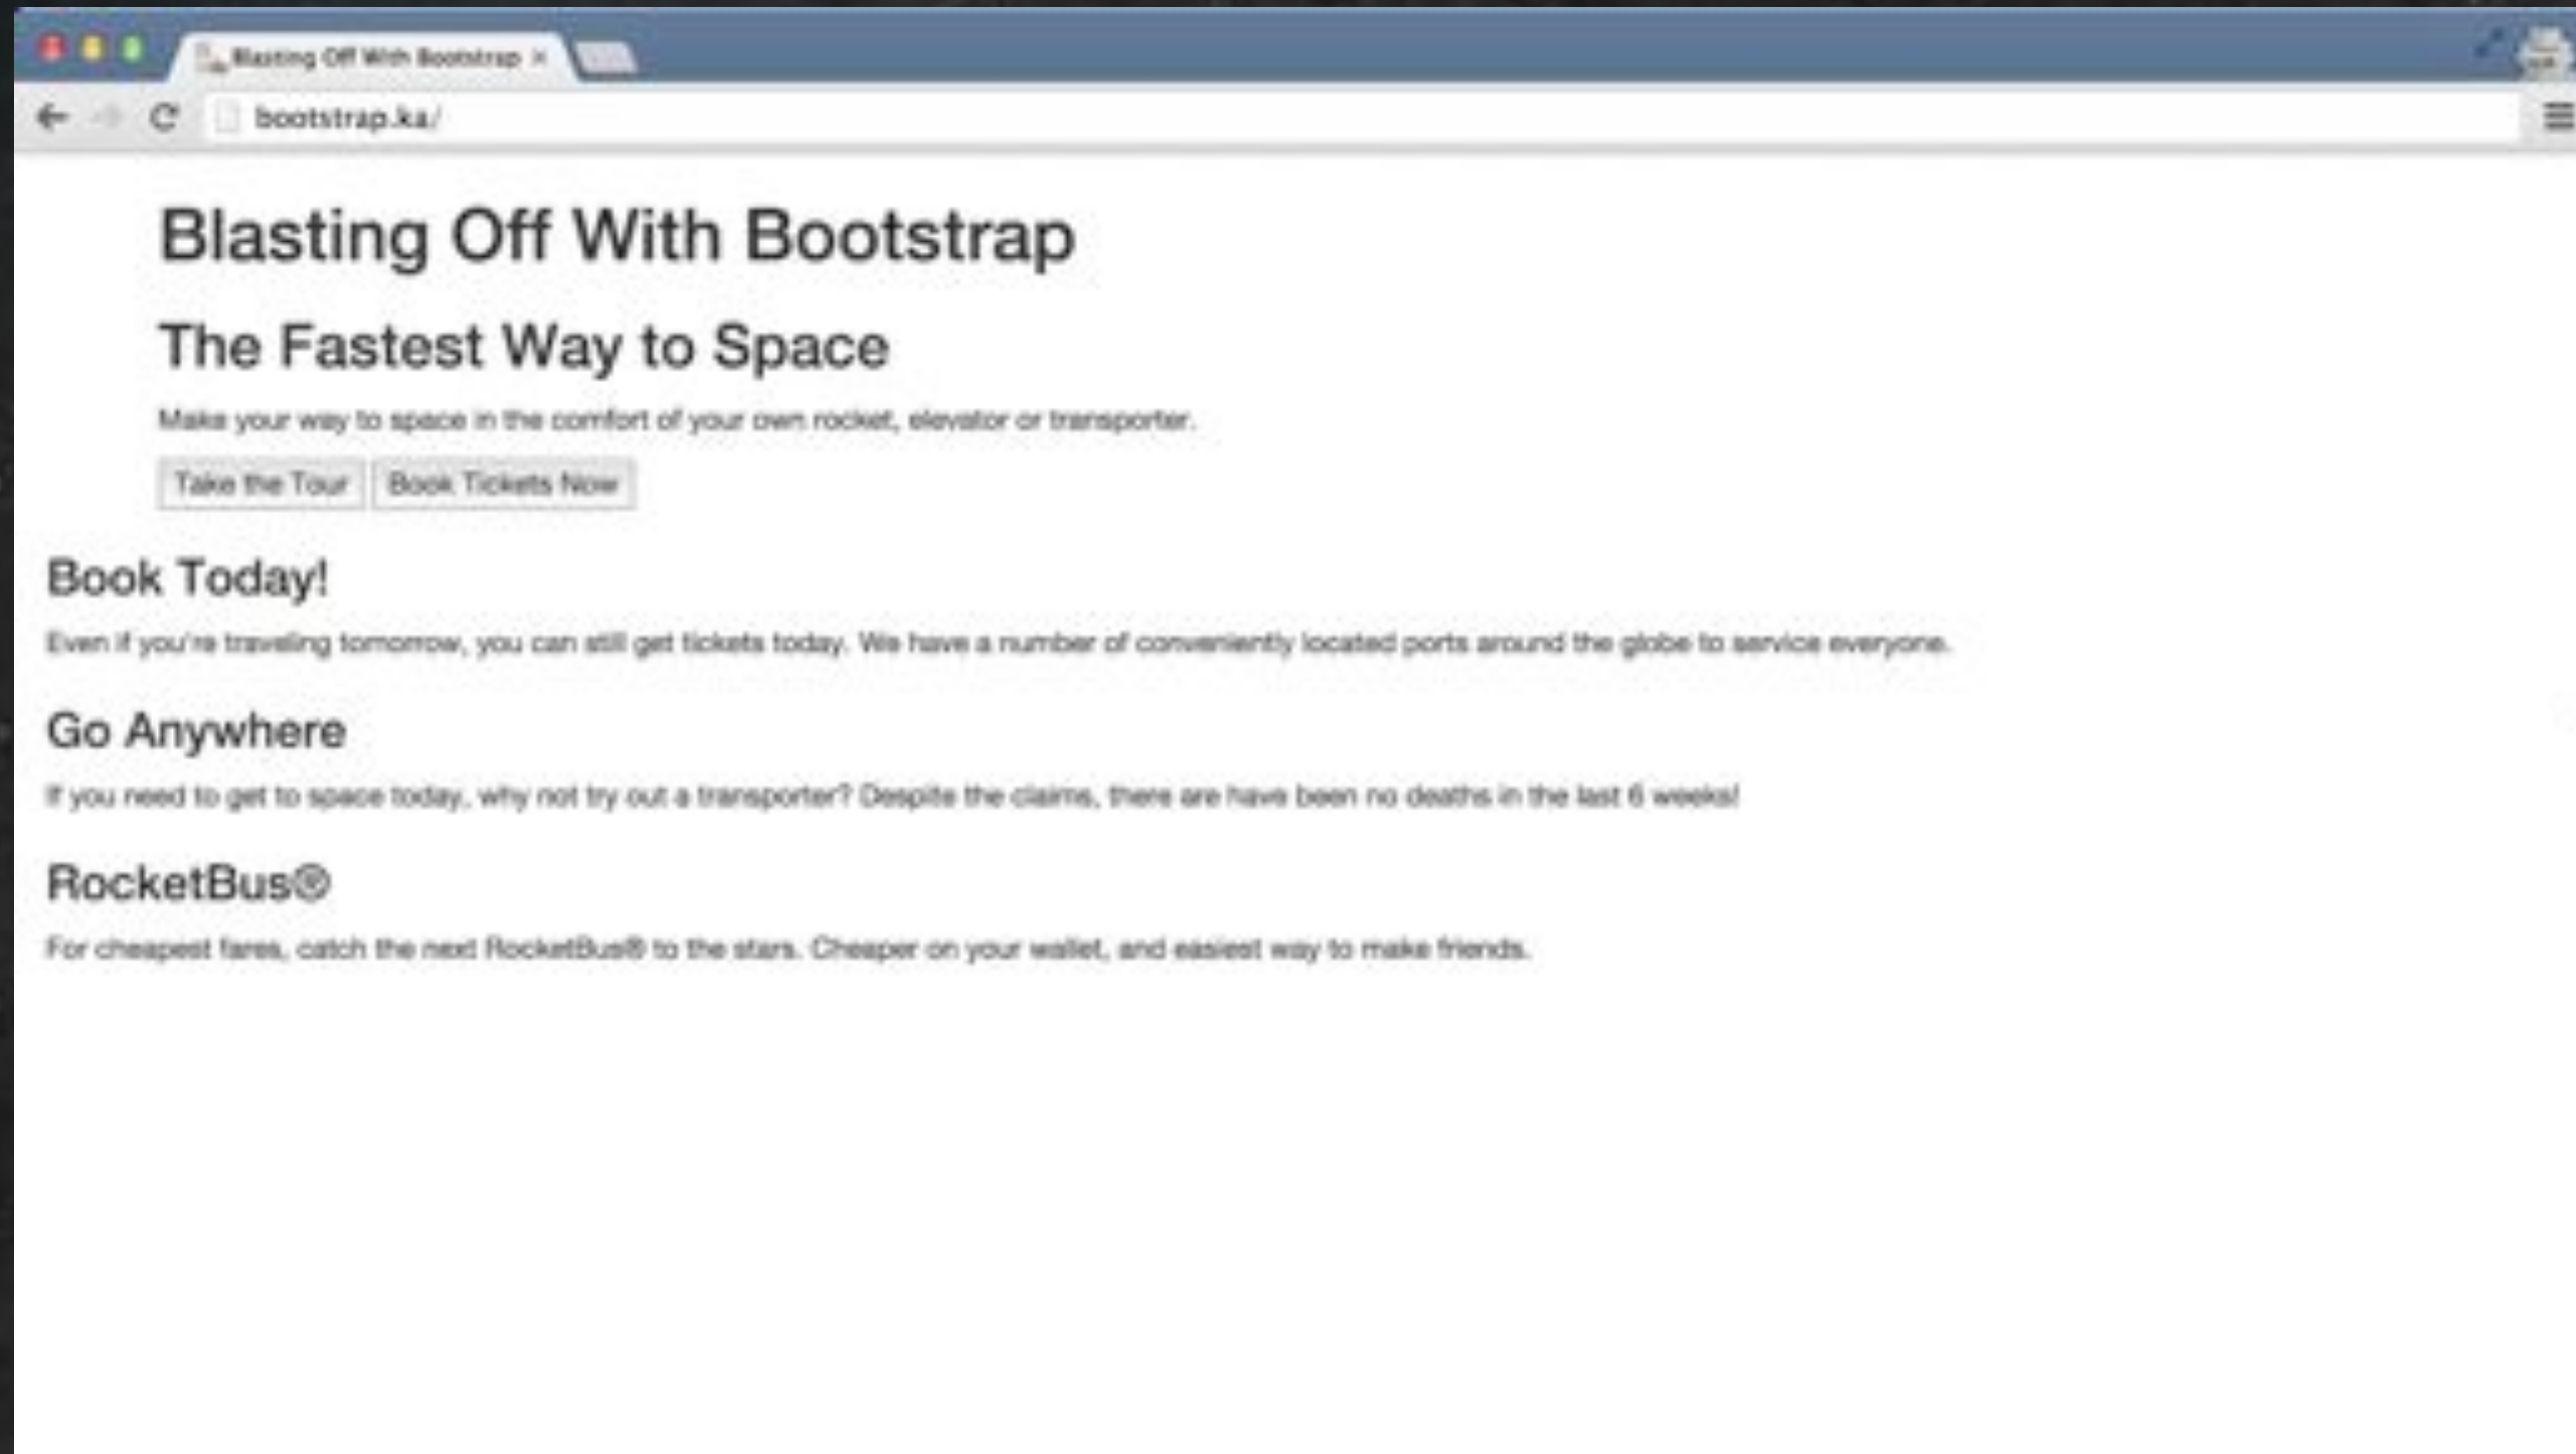 Blasting Off With Bootstrap ×
bootstrap.ka/
Blasting Off With Bootstrap
The Fastest Way to Space
Make your way to space in the comfort of your own rocket, elevator or transporter.
Take the Tour Book Tickets Now
Book Today!
Even if you're traveling tomorrow, you can still get tickets today. We have a number of conveniently located ports around the globe to service everyone.
Go Anywhere
If you need to get to space today, why not try out a transporter? Despite the claims, there are have been no deaths in the last 6 weeks!
RocketBus®
For cheapest fares, catch the next RocketBus® to the stars. Cheaper on your wallet, and easiest way to make friends.